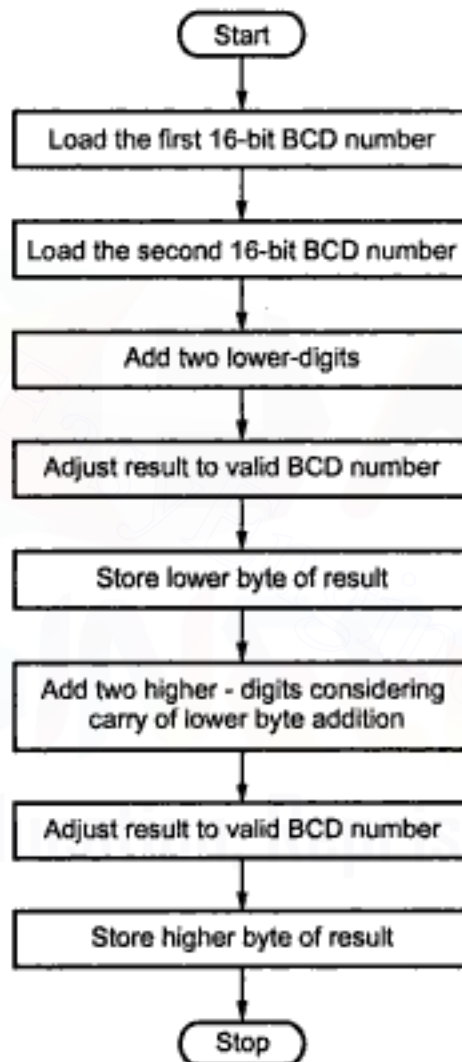 Start
Load the first 16-bit BCD number
Load the second 16-bit BCD number
Add two lower-digits
Adjust result to valid BCD number
Store lower byte of result
Add two higher - digits considering
carry of lower byte addition
Adjust result to valid BCD number
Store higher byte of result
Stop